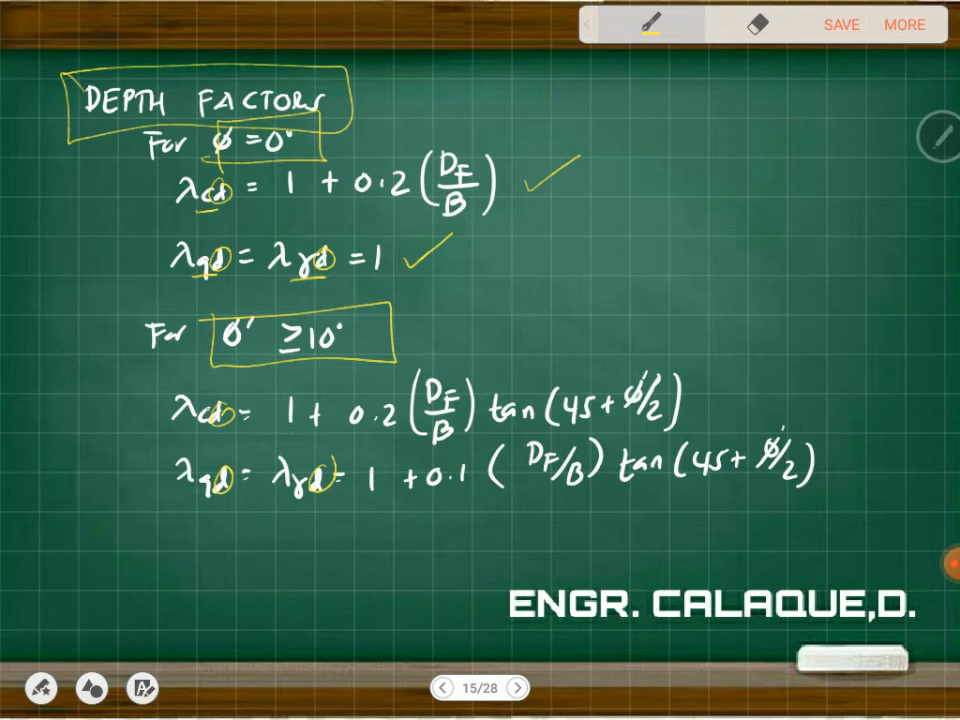 SAVE MORE
DEPTH FACTORS
For ϕ = 0°
λcd = 1 + 0.2 (DF/B)
λqd = λγd = 1
For ϕ' ≥ 10°
λcd = 1 + 0.2 (DF/B) tan (45 + ϕ'/2)
λqd = λγd = 1 + 0.1 (DF/B) tan (45 + ϕ'/2)
ENGR. CALAQUE,D.
15/28